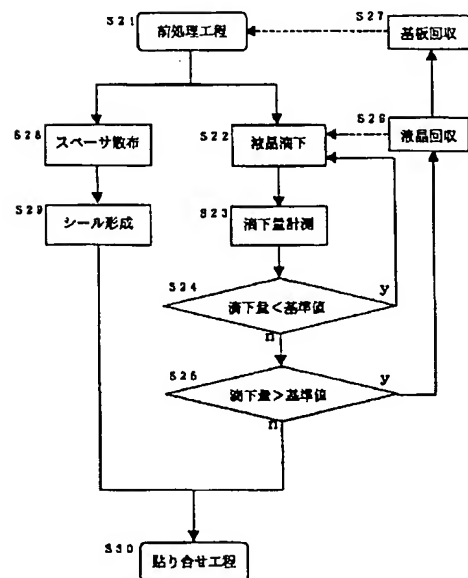 S21
前処理工程
S27
基板回収
S28
スペーサ散布
S22
液晶滴下
S26
液晶回収
S29
シール形成
S23
滴下量計測
S24
滴下量<基準値
y
n
S25
滴下量>基準値
y
n
S30
貼り合せ工程